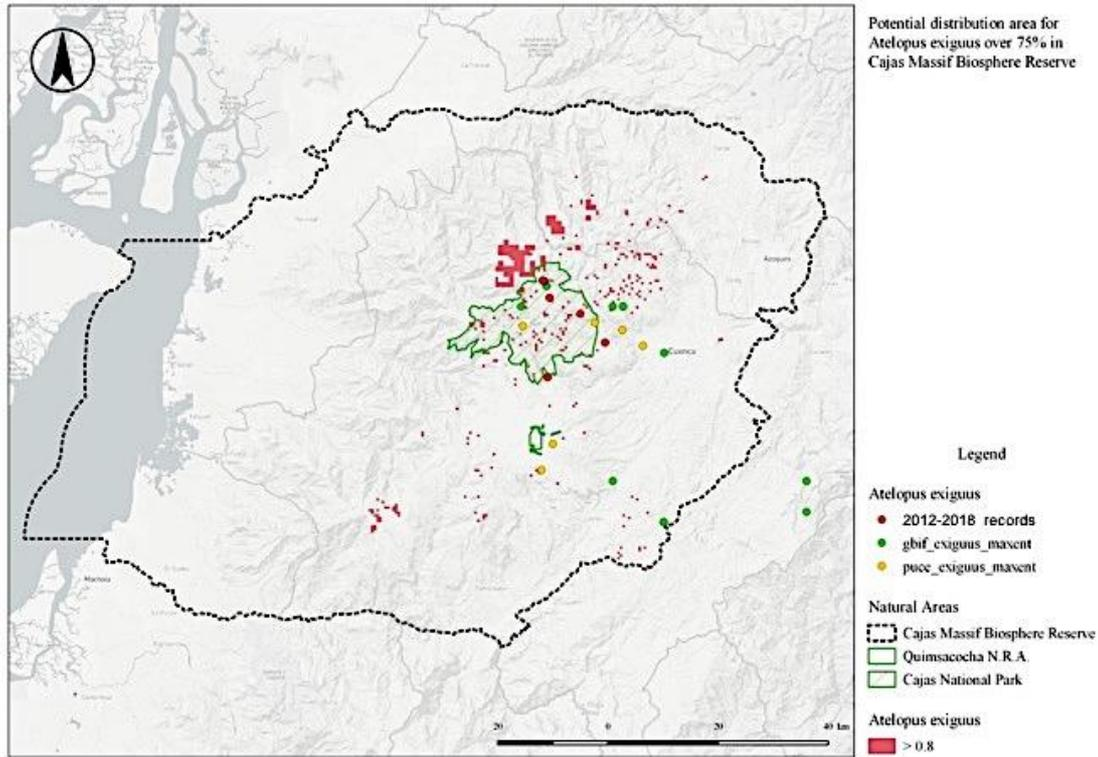 Potential distribution area for
Atelopus exiguus over 75% in
Cajas Massif Biosphere Reserve
Azogues
Cuenca
Machala
20 0 20 40 km
Legend
Atelopus exiguus
2012-2018 records
gbif_exiguus_maxent
puce_exiguus_maxent
Natural Areas
Cajas Massif Biosphere Reserve
Quimsacocha N.R.A.
Cajas National Park
Atelopus exiguus
> 0.8